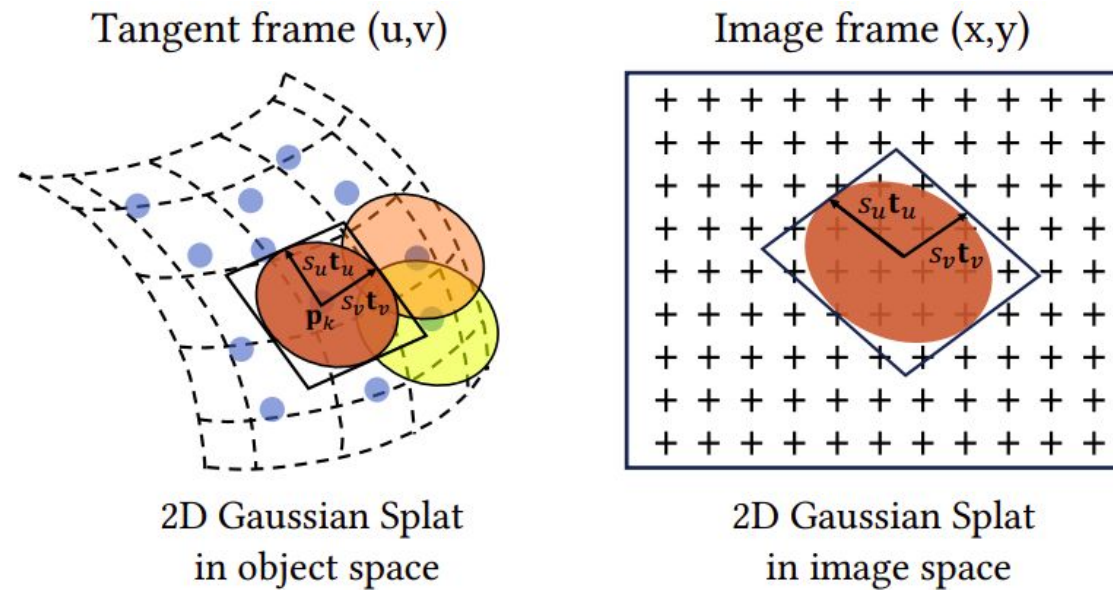 Tangent frame (u,v)
Image frame (x,y)
s_u t_u
s_v t_v
p_k
s_u t_u
s_v t_v
2D Gaussian Splat
in object space
2D Gaussian Splat
in image space